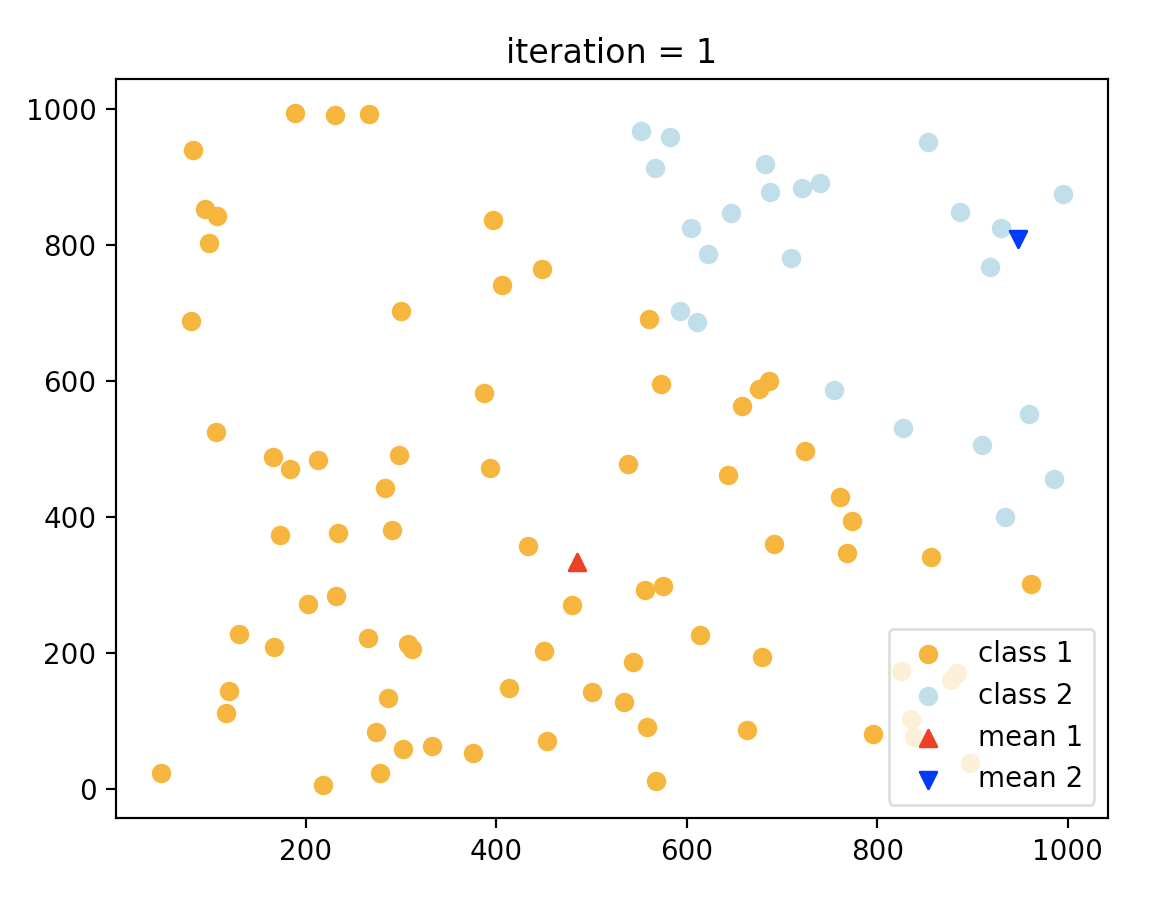 iteration = 1
1000
800
600
400
200
0
class 1
class 2
mean 1
mean 2
200 400 600 800 1000